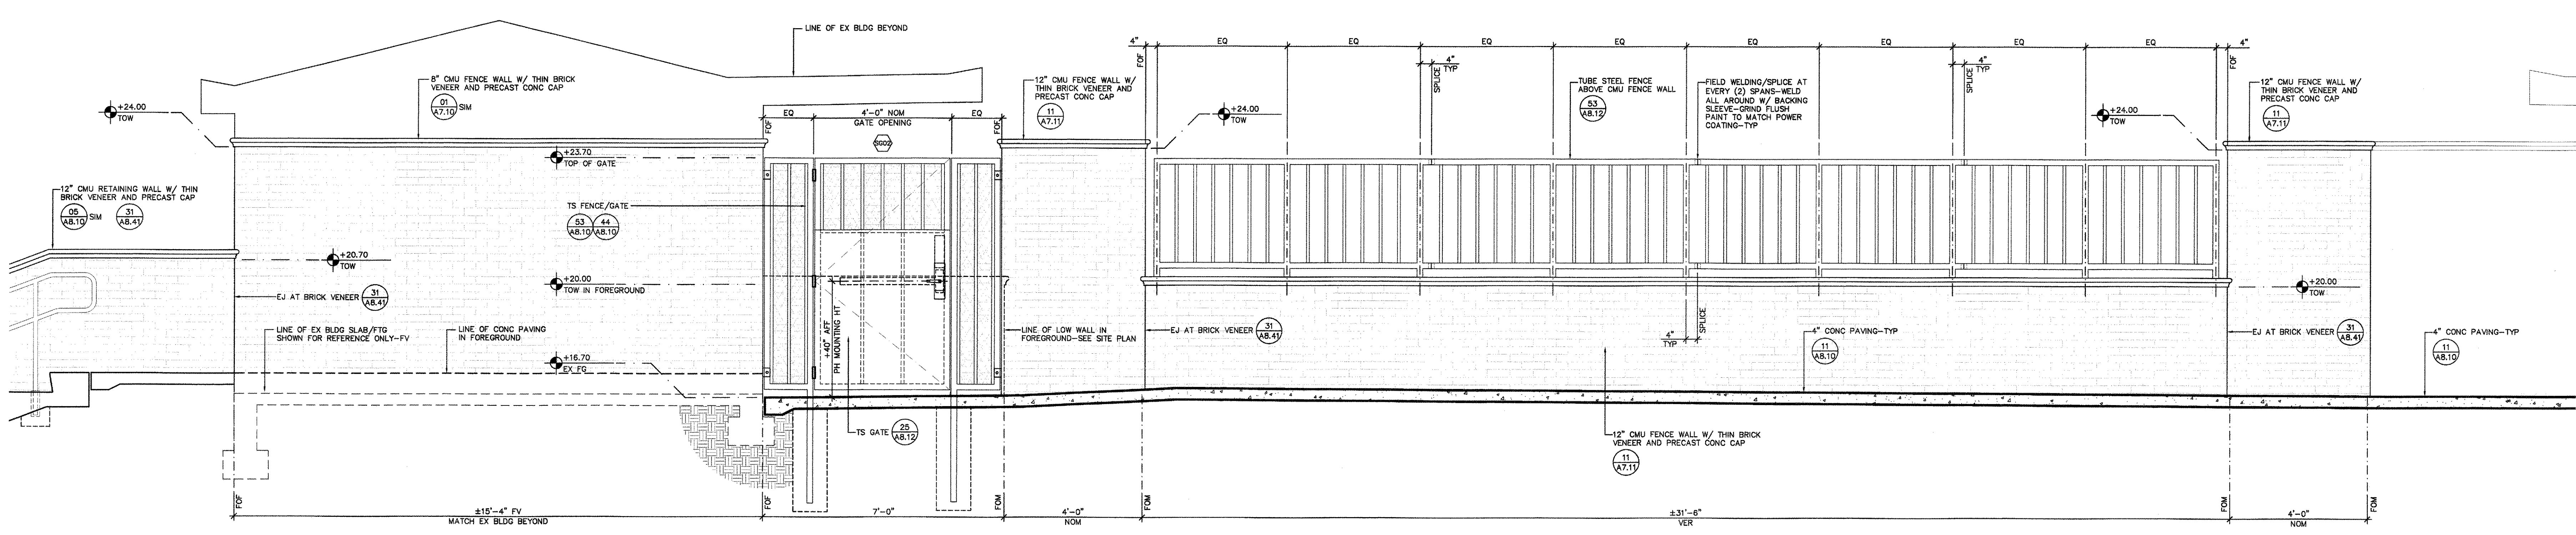 LINE OF EX BLDG BEYOND
8" CMU FENCE WALL W/ THIN BRICK
VENEER AND PRECAST CONC CAP
01
A7.10
SIM
+24.00
TOW
12" CMU RETAINING WALL W/ THIN
BRICK VENEER AND PRECAST CAP
05
A8.10
SIM
31
A8.41
+20.70
TOW
EJ AT BRICK VENEER
31
A8.41
LINE OF EX BLDG SLAB/FTG
SHOWN FOR REFERENCE ONLY-FV
LINE OF CONC PAVING
IN FOREGROUND
+23.70
TOP OF GATE
TS FENCE/GATE
53
A8.10
44
A8.10
+20.00
TOW IN FOREGROUND
+16.70
EX FG
FOF
EQ
4'-0" NOM
GATE OPENING
EQ
FOF
SG02
+40" AFF
PH MOUNTING HT
TS GATE
25
A8.12
12" CMU FENCE WALL W/
THIN BRICK VENEER AND
PRECAST CONC CAP
11
A7.11
LINE OF LOW WALL IN
FOREGROUND-SEE SITE PLAN
EJ AT BRICK VENEER
31
A8.41
4"
FOF
EQ
EQ
EQ
EQ
EQ
EQ
EQ
EQ
4"
FOF
+24.00
TOW
4"
TYP
SPLICE
TUBE STEEL FENCE
ABOVE CMU FENCE WALL
53
A8.12
FIELD WELDING/SPLICE AT
EVERY (2) SPANS-WELD
ALL AROUND W/ BACKING
SLEEVE-GRIND FLUSH
PAINT TO MATCH POWER
COATING-TYP
4"
TYP
SPLICE
+24.00
TOW
12" CMU FENCE WALL W/
THIN BRICK VENEER AND
PRECAST CONC CAP
11
A7.11
+20.00
TOW
4"
TYP
SPLICE
4" CONC PAVING-TYP
11
A8.10
EJ AT BRICK VENEER
31
A8.41
4" CONC PAVING-TYP
11
A8.10
12" CMU FENCE WALL W/ THIN BRICK
VENEER AND PRECAST CONC CAP
11
A7.11
FOF
±15'-4" FV
MATCH EX BLDG BEYOND
FOF
7'-0"
FOM
4'-0"
NOM
FOM
±31'-6"
VER
FOM
4'-0"
NOM
FOM